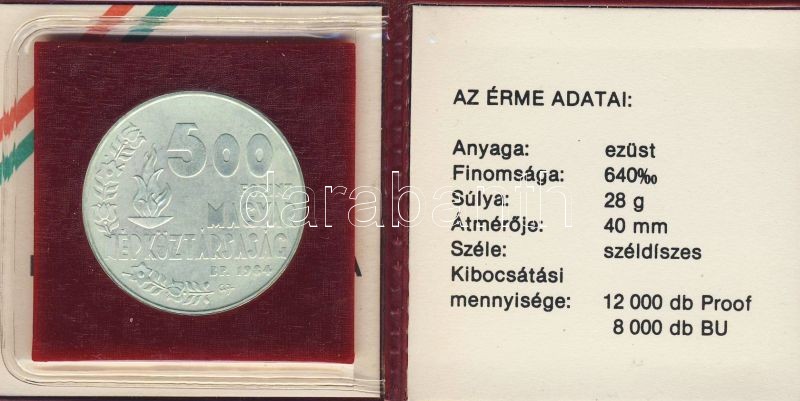 500
FORINT
MAGYAR
NÉPKÖZTÁRSASÁG
BP. 1984
darabanth
AZ ÉRME ADATAI:
Anyaga: ezüst
Finomsága: 640‰
Súlya: 28 g
Átmérője: 40 mm
Széle: széldíszes
Kibocsátási
mennyisége: 12 000 db Proof
8 000 db BU